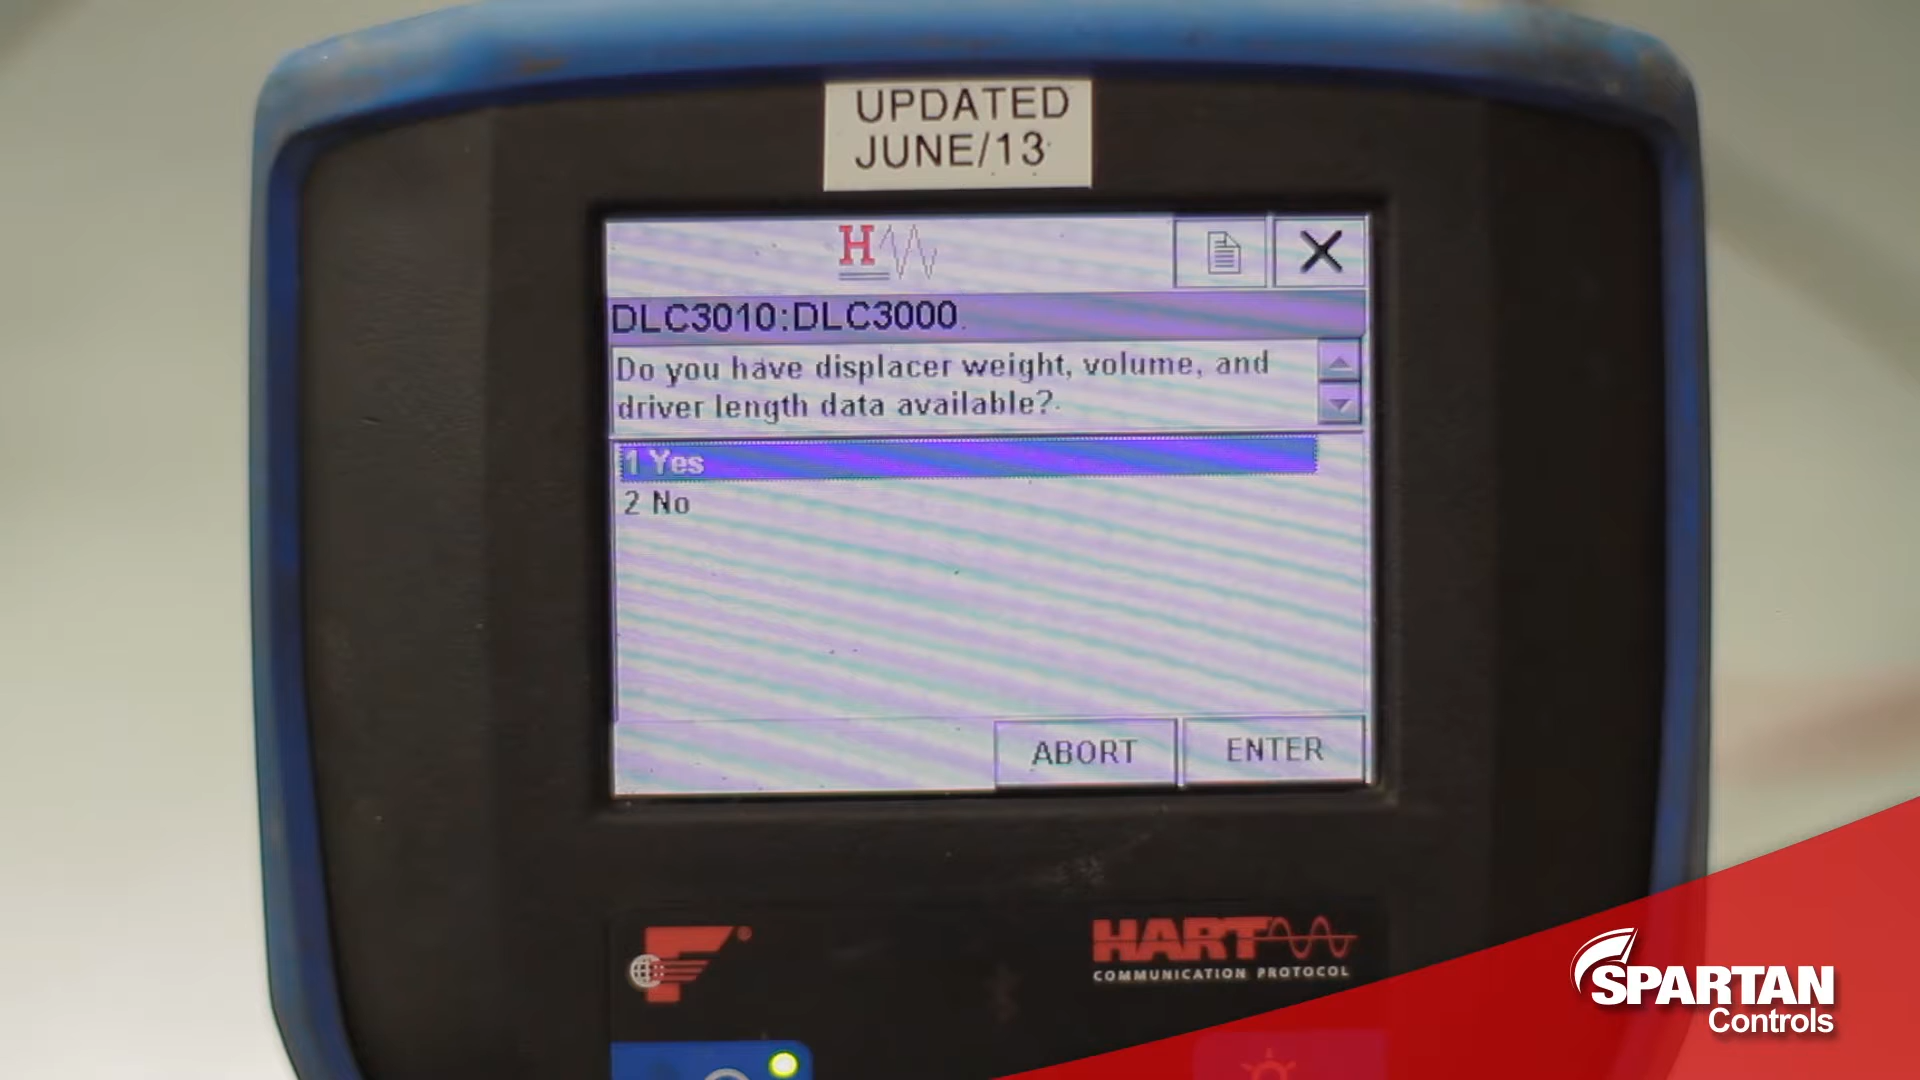 UPDATED
JUNE/13
H
DLC3010:DLC3000
Do you have displacer weight, volume, and
driver length data available?
1 Yes
2 No
ABORT
ENTER
F®
HART
COMMUNICATION PROTOCOL
SPARTAN
Controls